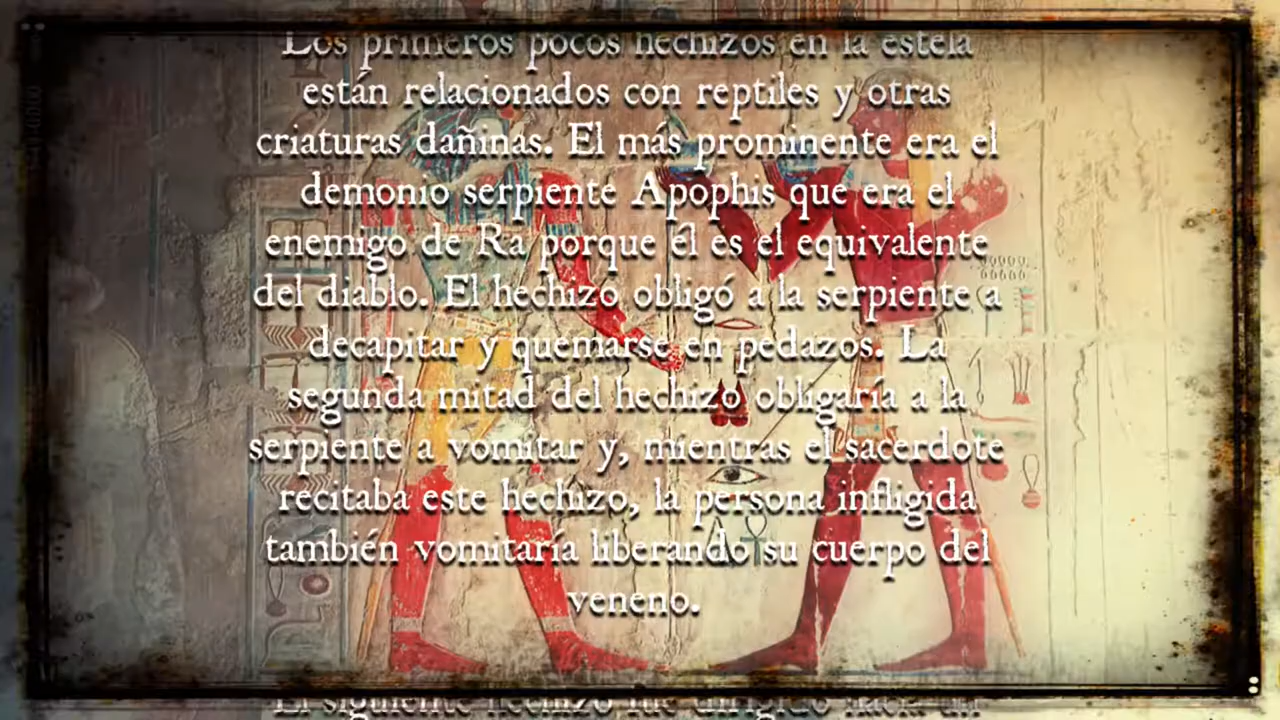 Los primeros pocos hechizos en la estela
están relacionados con reptiles y otras
criaturas dañinas. El más prominente era el
demonio serpiente Apophis que era el
enemigo de Ra porque él es el equivalente
del diablo. El hechizo obligó a la serpiente a
decapitar y quemarse en pedazos. La
segunda mitad del hechizo obligaría a la
serpiente a vomitar y, mientras el sacerdote
recitaba este hechizo, la persona infligida
también vomitaría liberando su cuerpo del
veneno.
El siguiente hechizo fue dirigido hacia un